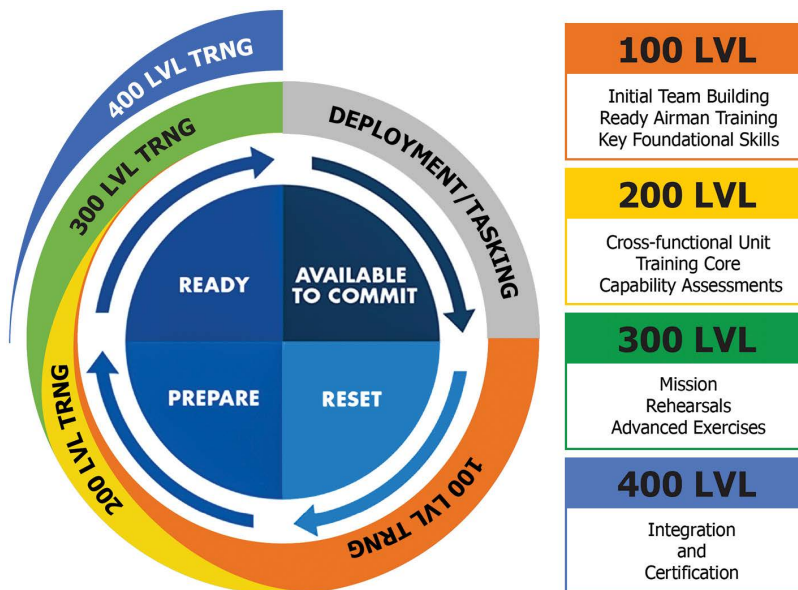 400 LVL TRNG
300 LVL TRNG
DEPLOYMENT/TASKING
READY
AVAILABLE
TO COMMIT
PREPARE
RESET
200 LVL TRNG
100 LVL TRNG
100 LVL
Initial Team Building
Ready Airman Training
Key Foundational Skills
200 LVL
Cross-functional Unit
Training Core
Capability Assessments
300 LVL
Mission
Rehearsals
Advanced Exercises
400 LVL
Integration
and
Certification